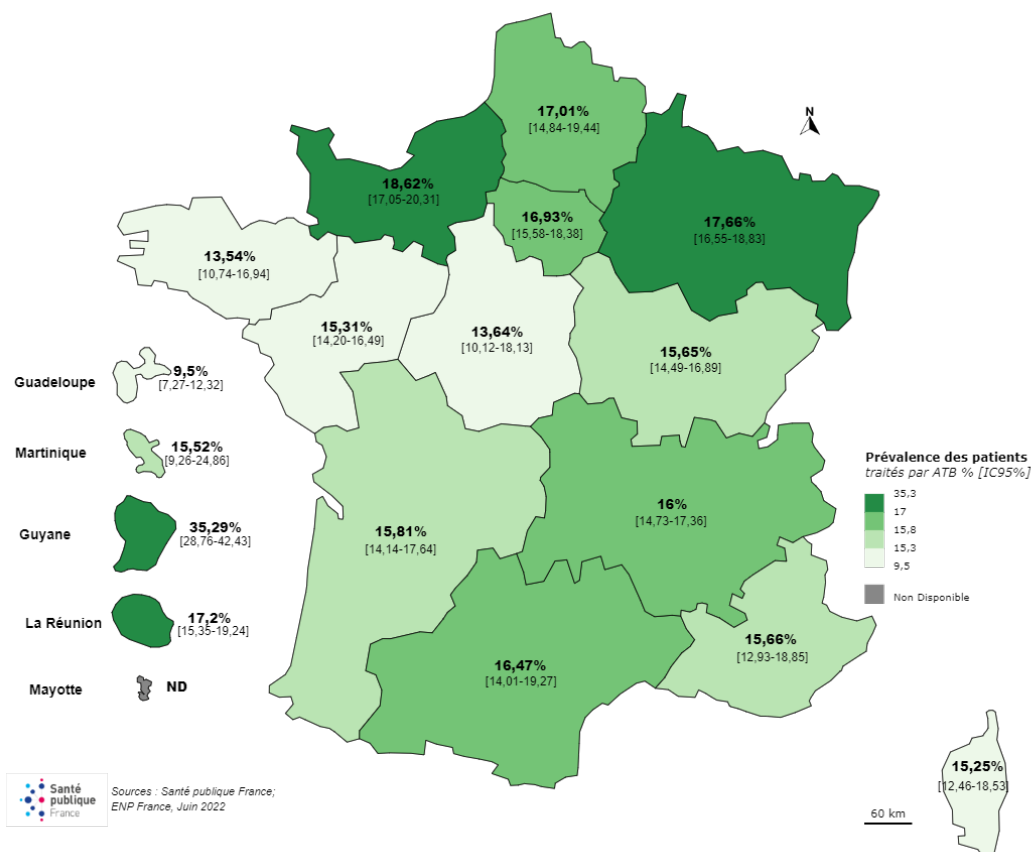 17,01%
[14,84-19,44]
N
18,62%
[17,05-20,31]
16,93%
[15,58-18,38]
17,66%
[16,55-18,83]
13,54%
[10,74-16,94]
15,31%
[14,20-16,49]
13,64%
[10,12-18,13]
15,65%
[14,49-16,89]
Guadeloupe
9,5%
[7,27-12,32]
Martinique
15,52%
[9,26-24,86]
Guyane
35,29%
[28,76-42,43]
La Réunion
17,2%
[15,35-19,24]
Mayotte
ND
15,81%
[14,14-17,64]
16%
[14,73-17,36]
16,47%
[14,01-19,27]
15,66%
[12,93-18,85]
Prévalence des patients
traités par ATB % [IC95%]
35,3
17
15,8
15,3
9,5
Non Disponible
15,25%
[12,46-18,53]
60 km
Santé
publique
France
Sources : Santé publique France;
ENP France, Juin 2022